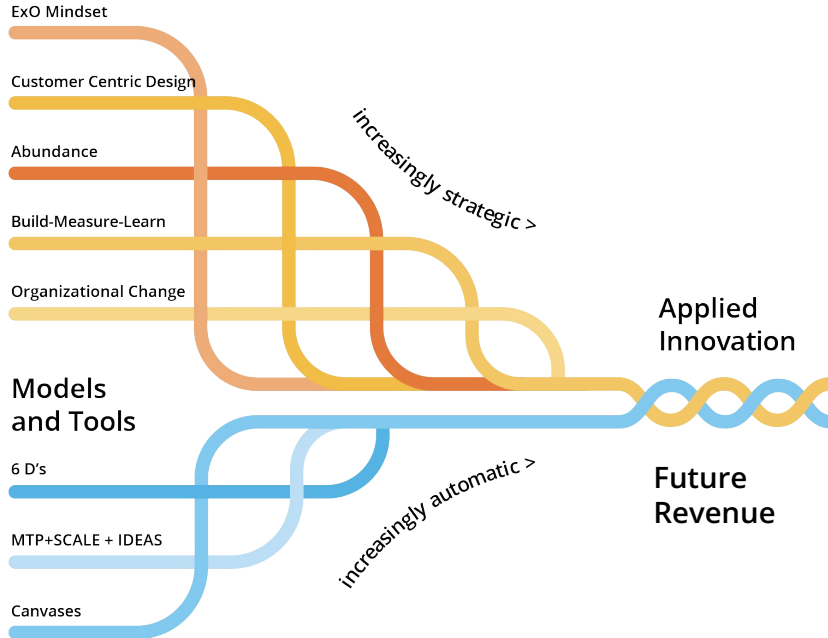 ExO Mindset
Customer Centric Design
Abundance
Build-Measure-Learn
Organizational Change
increasingly strategic >
Applied
Innovation
Models
and Tools
6 D’s
MTP+SCALE + IDEAS
Canvases
increasingly automatic >
Future
Revenue